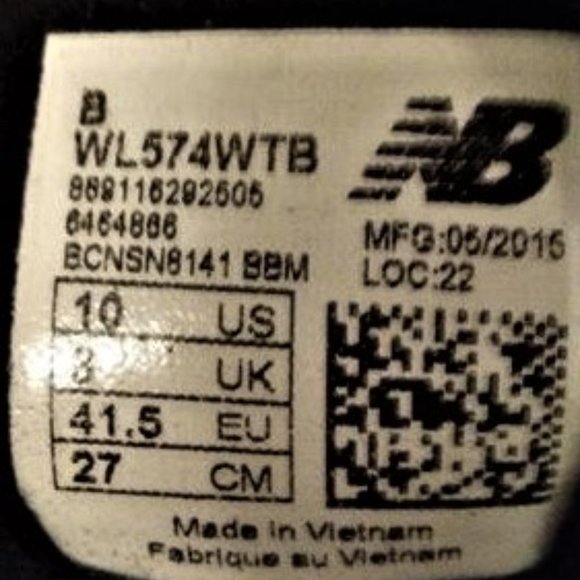 B
WL574WTB
NB
889116292505
6464866
BCNSN8141 BBM
MFG:05/2015
LOC:22
10 US
8 UK
41.5 EU
27 CM
Made in Vietnam
Fabrique au Vietnam